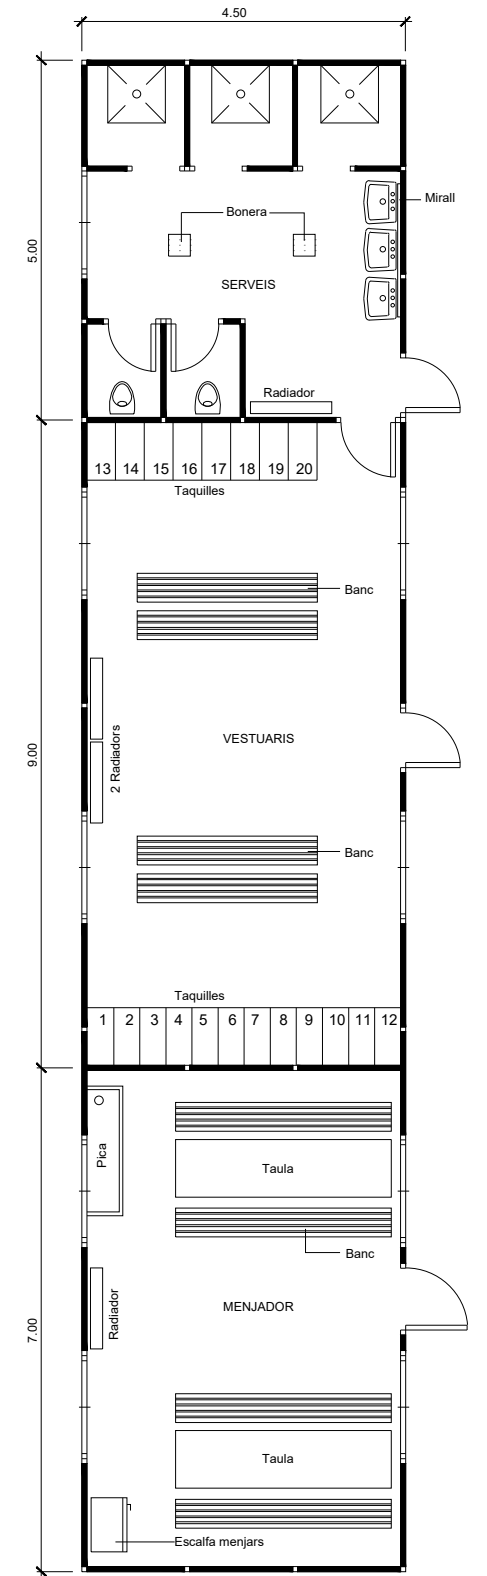 4.50
5.00
Mirall
Bonera
SERVEIS
Radiador
13 14 15 16 17 18 19 20
Taquilles
Banc
2 Radiadors
9.00
VESTUARIS
Banc
Taquilles
1 2 3 4 5 6 7 8 9 10 11 12
Pica
Taula
Banc
Radiador
MENJADOR
7.00
Taula
Escalfa menjars